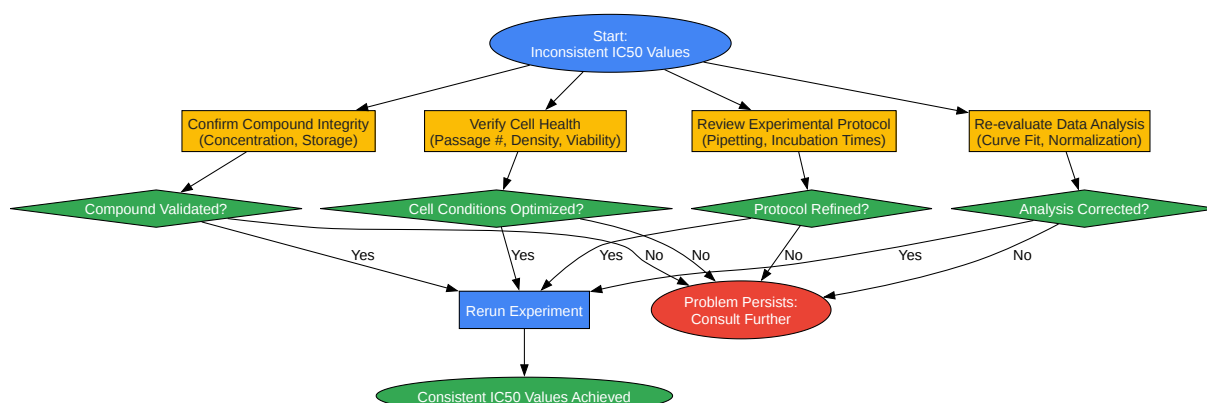 Start:
Inconsistent IC50 Values
Confirm Compound Integrity
(Concentration, Storage)
Verify Cell Health
(Passage #, Density, Viability)
Review Experimental Protocol
(Pipetting, Incubation Times)
Re-evaluate Data Analysis
(Curve Fit, Normalization)
Compound Validated?
Cell Conditions Optimized?
Protocol Refined?
Analysis Corrected?
Yes
Yes
No
Yes
No
Yes
No
Rerun Experiment
Problem Persists:
Consult Further
Consistent IC50 Values Achieved